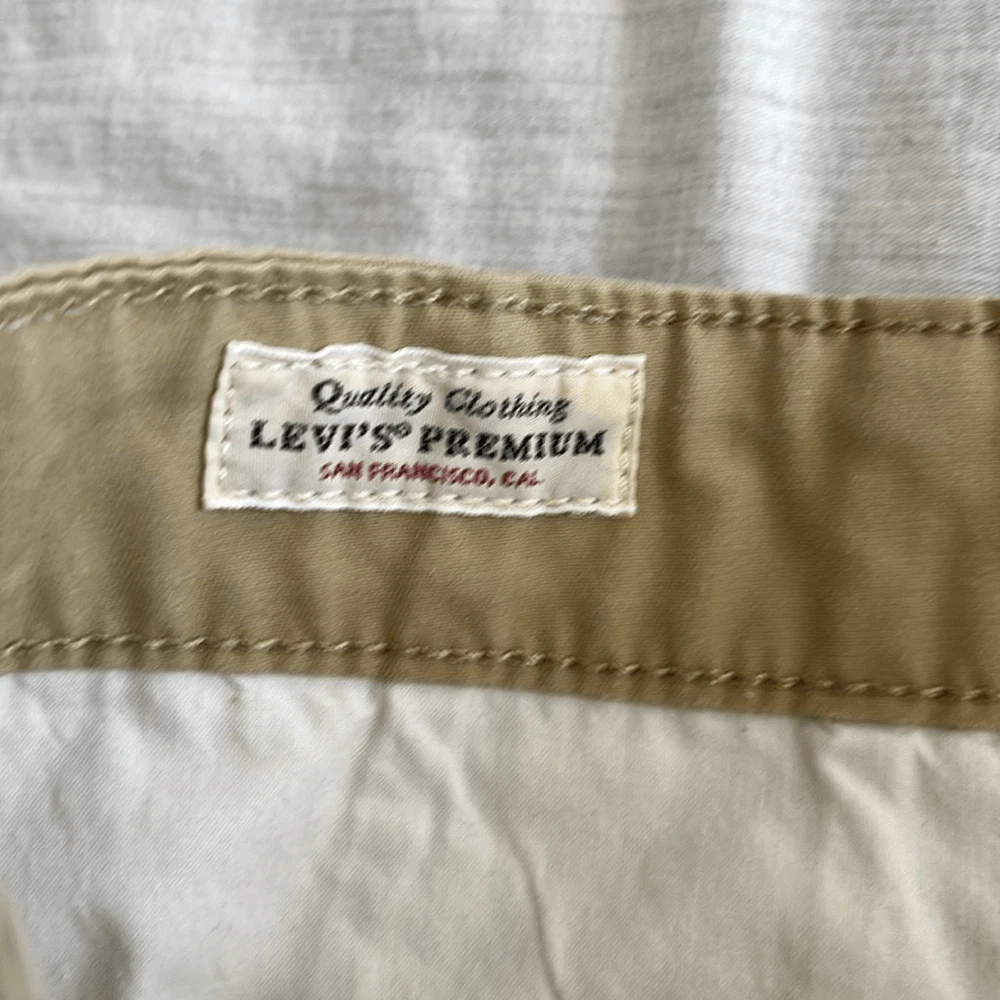 Quality Clothing
LEVI'S® PREMIUM
SAN FRANCISCO, CAL